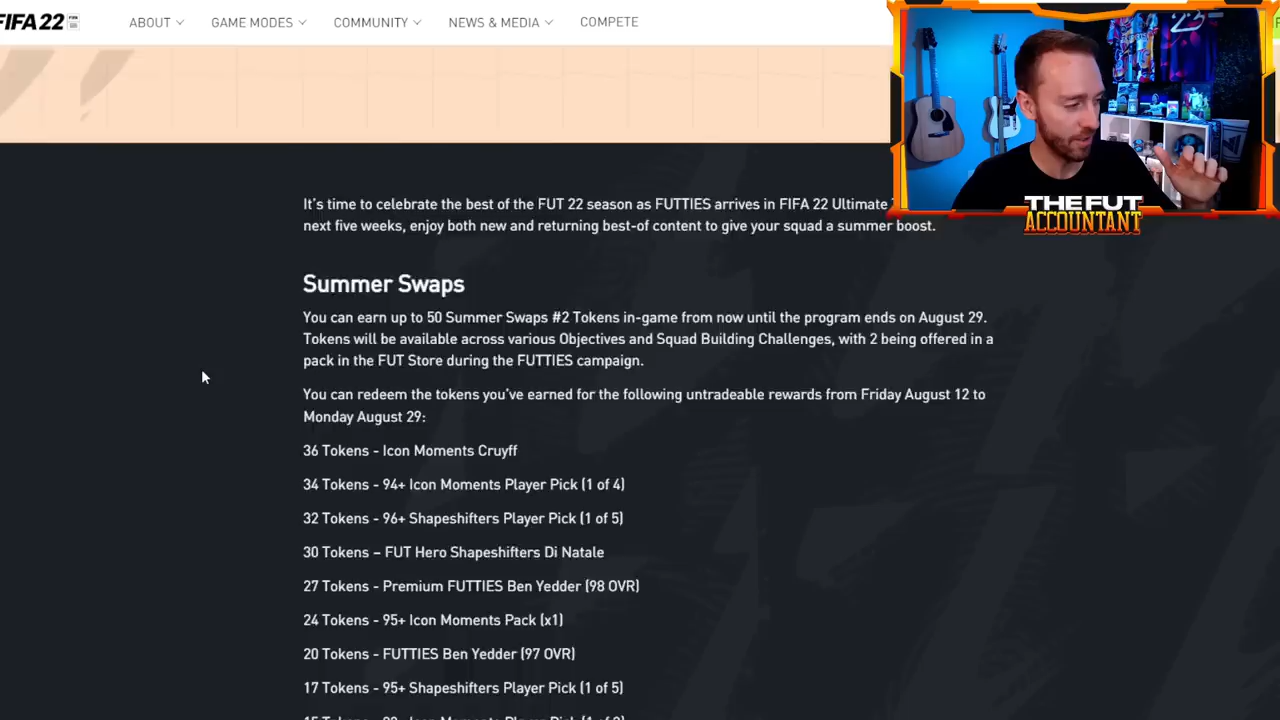 FIFA 22
ABOUT
GAME MODES
COMMUNITY
NEWS & MEDIA
COMPETE
THE FUT
ACCOUNTANT
It's time to celebrate the best of the FUT 22 season as FUTTIES arrives in FIFA 22 Ultimate
next five weeks, enjoy both new and returning best-of content to give your squad a summer boost.
Summer Swaps
You can earn up to 50 Summer Swaps #2 Tokens in-game from now until the program ends on August 29.
Tokens will be available across various Objectives and Squad Building Challenges, with 2 being offered in a
pack in the FUT Store during the FUTTIES campaign.
You can redeem the tokens you've earned for the following untradeable rewards from Friday August 12 to
Monday August 29:
36 Tokens - Icon Moments Cruyff
34 Tokens - 94+ Icon Moments Player Pick (1 of 4)
32 Tokens - 96+ Shapeshifters Player Pick (1 of 5)
30 Tokens – FUT Hero Shapeshifters Di Natale
27 Tokens - Premium FUTTIES Ben Yedder (98 OVR)
24 Tokens - 95+ Icon Moments Pack (x1)
20 Tokens - FUTTIES Ben Yedder (97 OVR)
17 Tokens - 95+ Shapeshifters Player Pick (1 of 5)